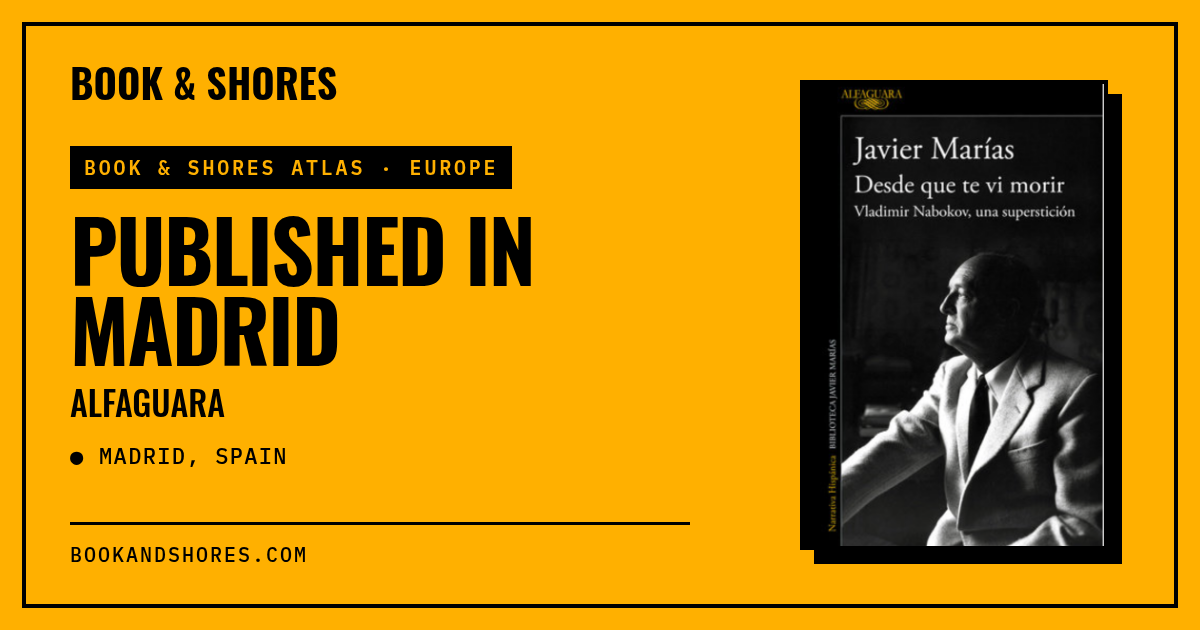 BOOK & SHORES
BOOK & SHORES ATLAS · EUROPE
PUBLISHED IN
MADRID
ALFAGUARA
MADRID, SPAIN
BOOKANDSHORES.COM
ALFAGUARA
Javier Marías
Desde que te vi morir
Vladimir Nabokov, una superstición
Narrativa Hispánica BIBLIOTECA JAVIER MARÍAS